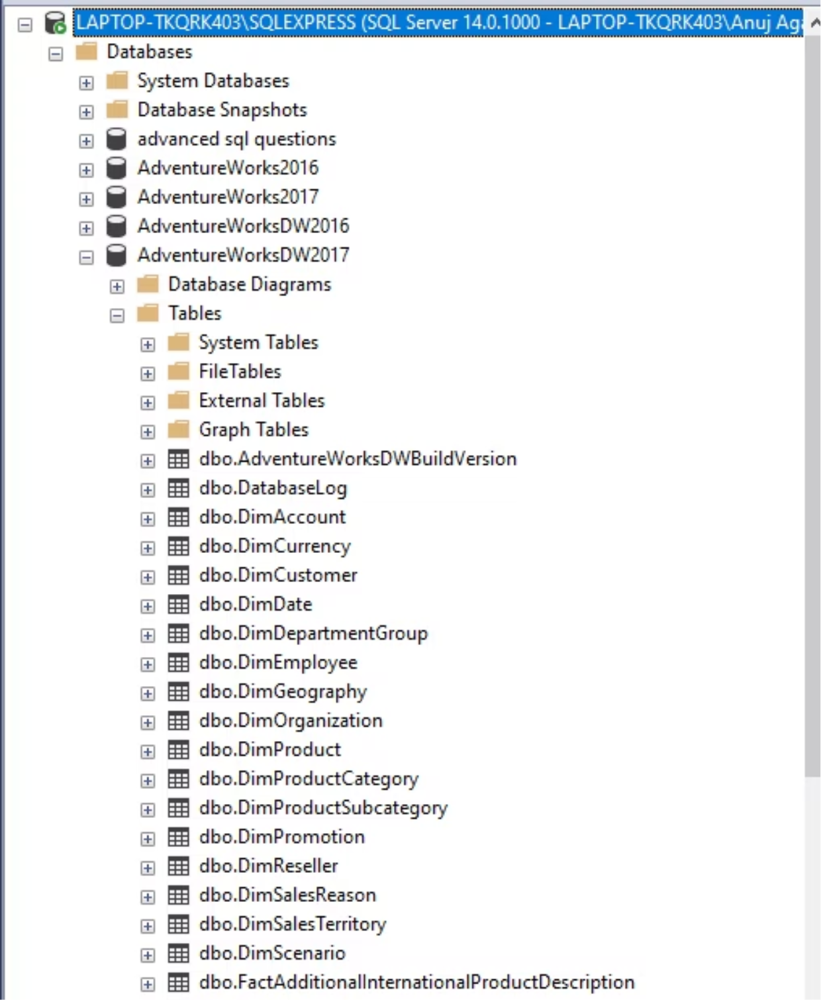 LAPTOP-TKQRK403\SQLEXPRESS (SQL Server 14.0.1000 - LAPTOP-TKQRK403\Anuj Aga
Databases
System Databases
Database Snapshots
advanced sql questions
AdventureWorks2016
AdventureWorks2017
AdventureWorksDW2016
AdventureWorksDW2017
Database Diagrams
Tables
System Tables
FileTables
External Tables
Graph Tables
dbo.AdventureWorksDWBuildVersion
dbo.DatabaseLog
dbo.DimAccount
dbo.DimCurrency
dbo.DimCustomer
dbo.DimDate
dbo.DimDepartmentGroup
dbo.DimEmployee
dbo.DimGeography
dbo.DimOrganization
dbo.DimProduct
dbo.DimProductCategory
dbo.DimProductSubcategory
dbo.DimPromotion
dbo.DimReseller
dbo.DimSalesReason
dbo.DimSalesTerritory
dbo.DimScenario
dbo.FactAdditionalInternationalProductDescription